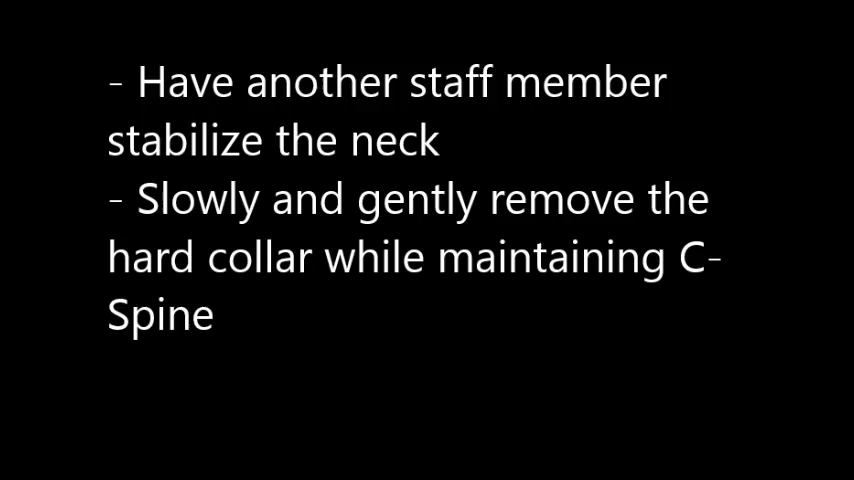 - Have another staff member
stabilize the neck
- Slowly and gently remove the
hard collar while maintaining C-
Spine